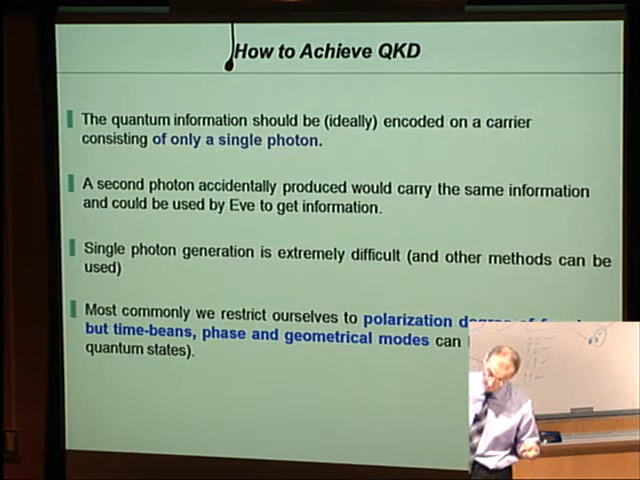 How to Achieve QKD
The quantum information should be (ideally) encoded on a carrier
consisting of only a single photon.
A second photon accidentally produced would carry the same information
and could be used by Eve to get information.
Single photon generation is extremely difficult (and other methods can be
used)
Most commonly we restrict ourselves to polarization
but time-beans, phase and geometrical modes can
quantum states).